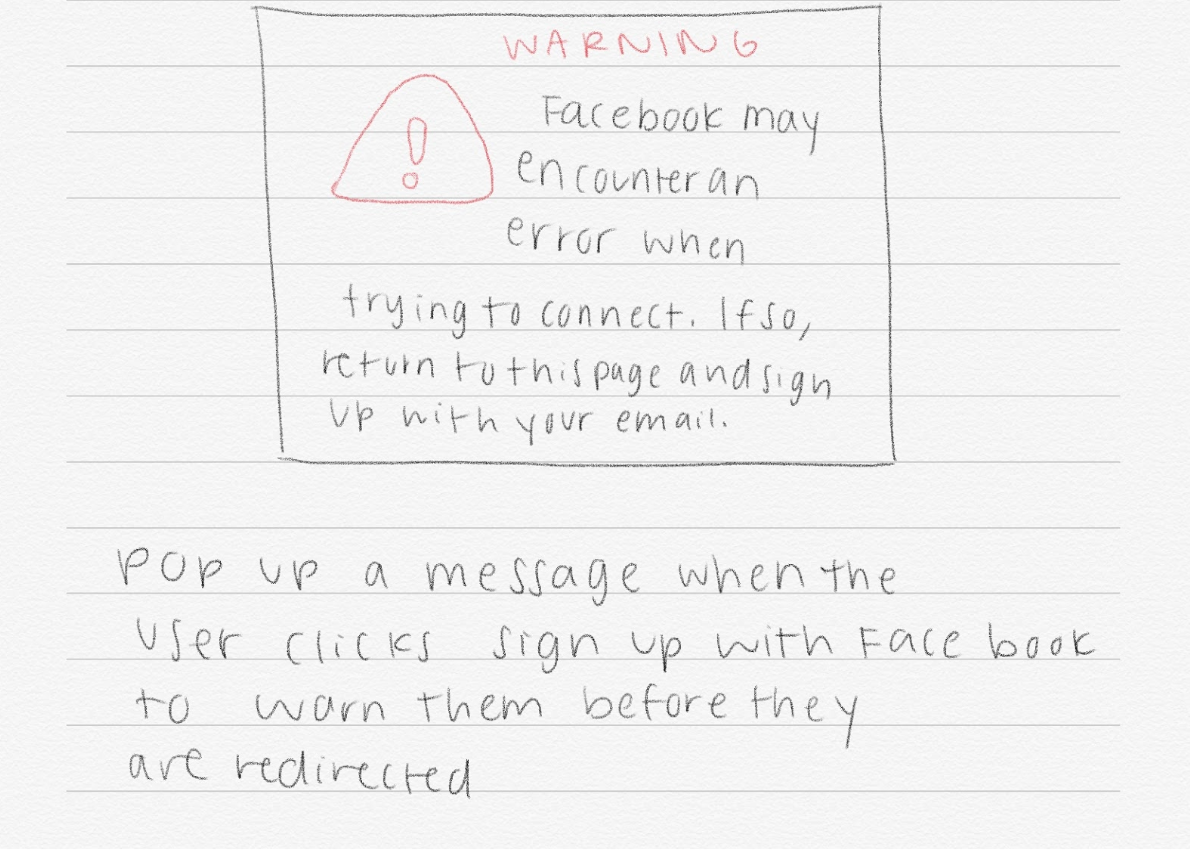 WARNING
Facebook may
encounter an
error when
trying to connect. If so,
return to this page and sign
up with your email.
Pop up a message when the
user clicks sign up with Facebook
to warn them before they
are redirected